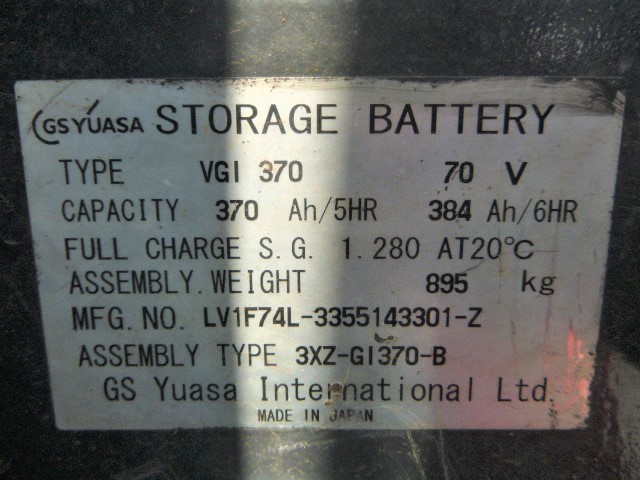 GS YUASA STORAGE BATTERY
TYPE VGI 370 70 V
CAPACITY 370 Ah/5HR 384 Ah/6HR
FULL CHARGE S.G. 1.280 AT20℃
ASSEMBLY.WEIGHT 895 kg
MFG.NO. LV1F74L-3355143301-Z
ASSEMBLY TYPE 3XZ-GI370-B
GS Yuasa International Ltd.
MADE IN JAPAN